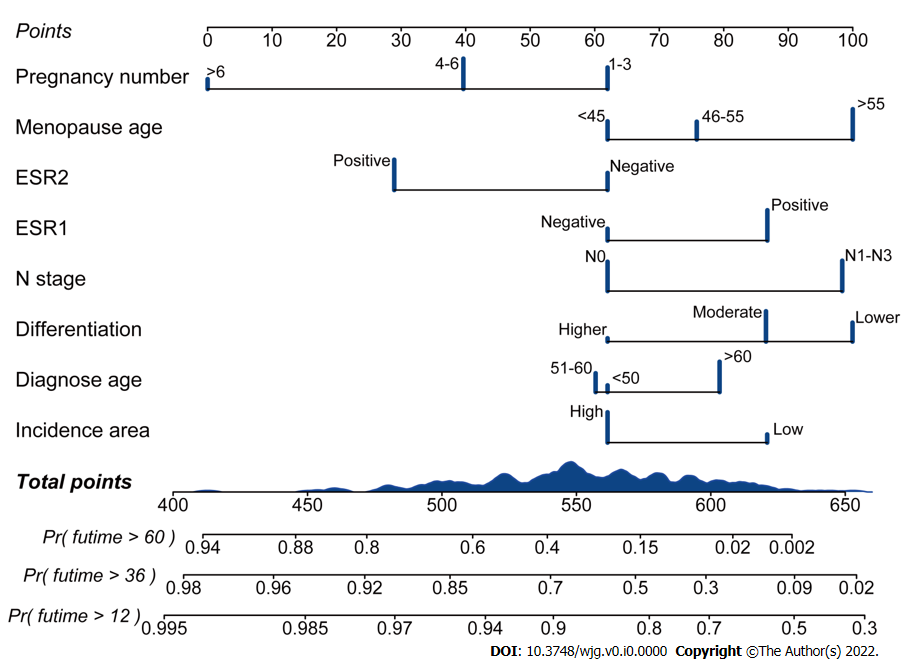 Points
0 10 20 30 40 50 60 70 80 90 100
Pregnancy number >6 4-6 1-3
Menopause age <45 46-55 >55
ESR2 Positive Negative
ESR1 Negative Positive
N stage N0 N1-N3
Differentiation Higher Moderate Lower
Diagnose age 51-60 <50 >60
Incidence area High Low
Total points
400 450 500 550 600 650
Pr( futime > 60 )
0.94 0.88 0.8 0.6 0.4 0.15 0.02 0.002
Pr( futime > 36 )
0.98 0.96 0.92 0.85 0.7 0.5 0.3 0.09 0.02
Pr( futime > 12 )
0.995 0.985 0.97 0.94 0.9 0.8 0.7 0.5 0.3
DOI: 10.3748/wjg.v0.i0.0000 Copyright ©The Author(s) 2022.